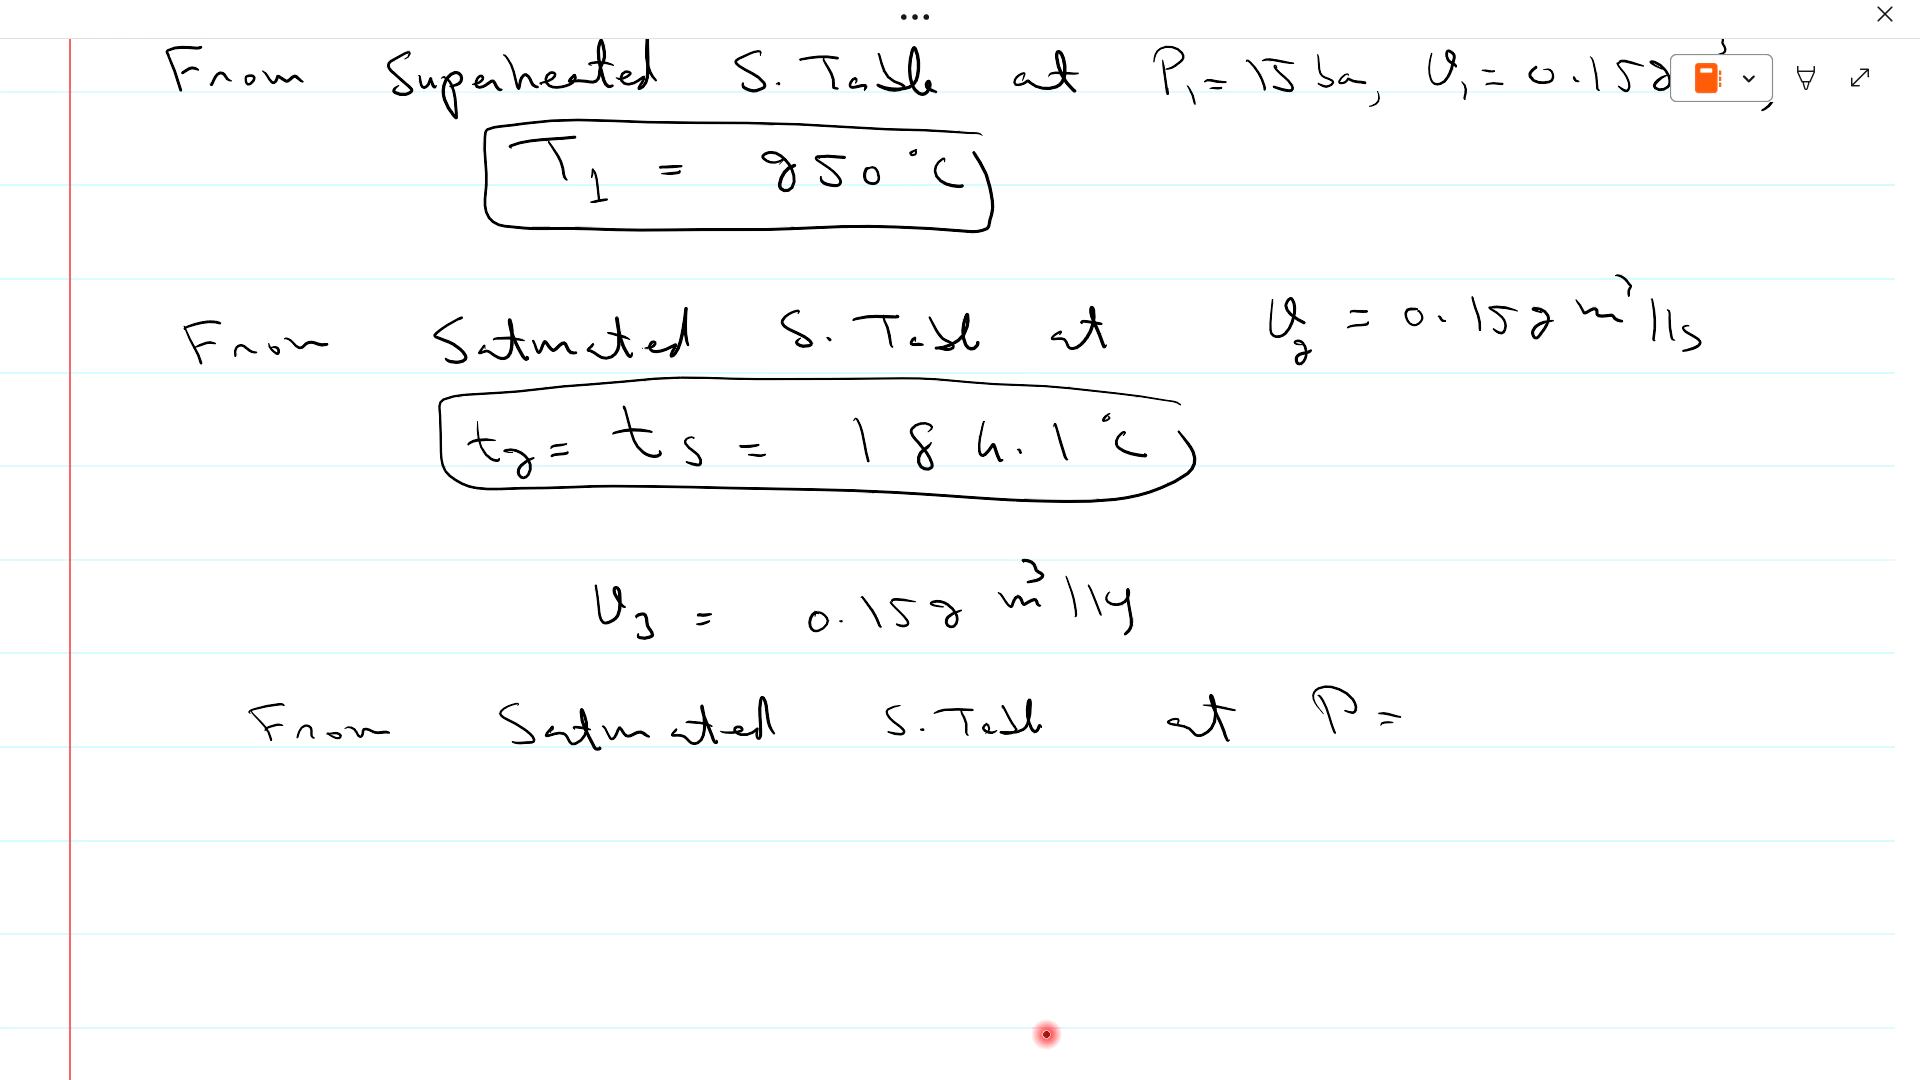 From Superheated S. Table at P₁ = 15 bar, V₁ = 0.152
T₁ = 250°C
From Saturated S. Table at V₂ = 0.152 m³/kg
t₂ = ts = 184.1°C
V₃ = 0.152 m³/kg
From Saturated S. Table at P =